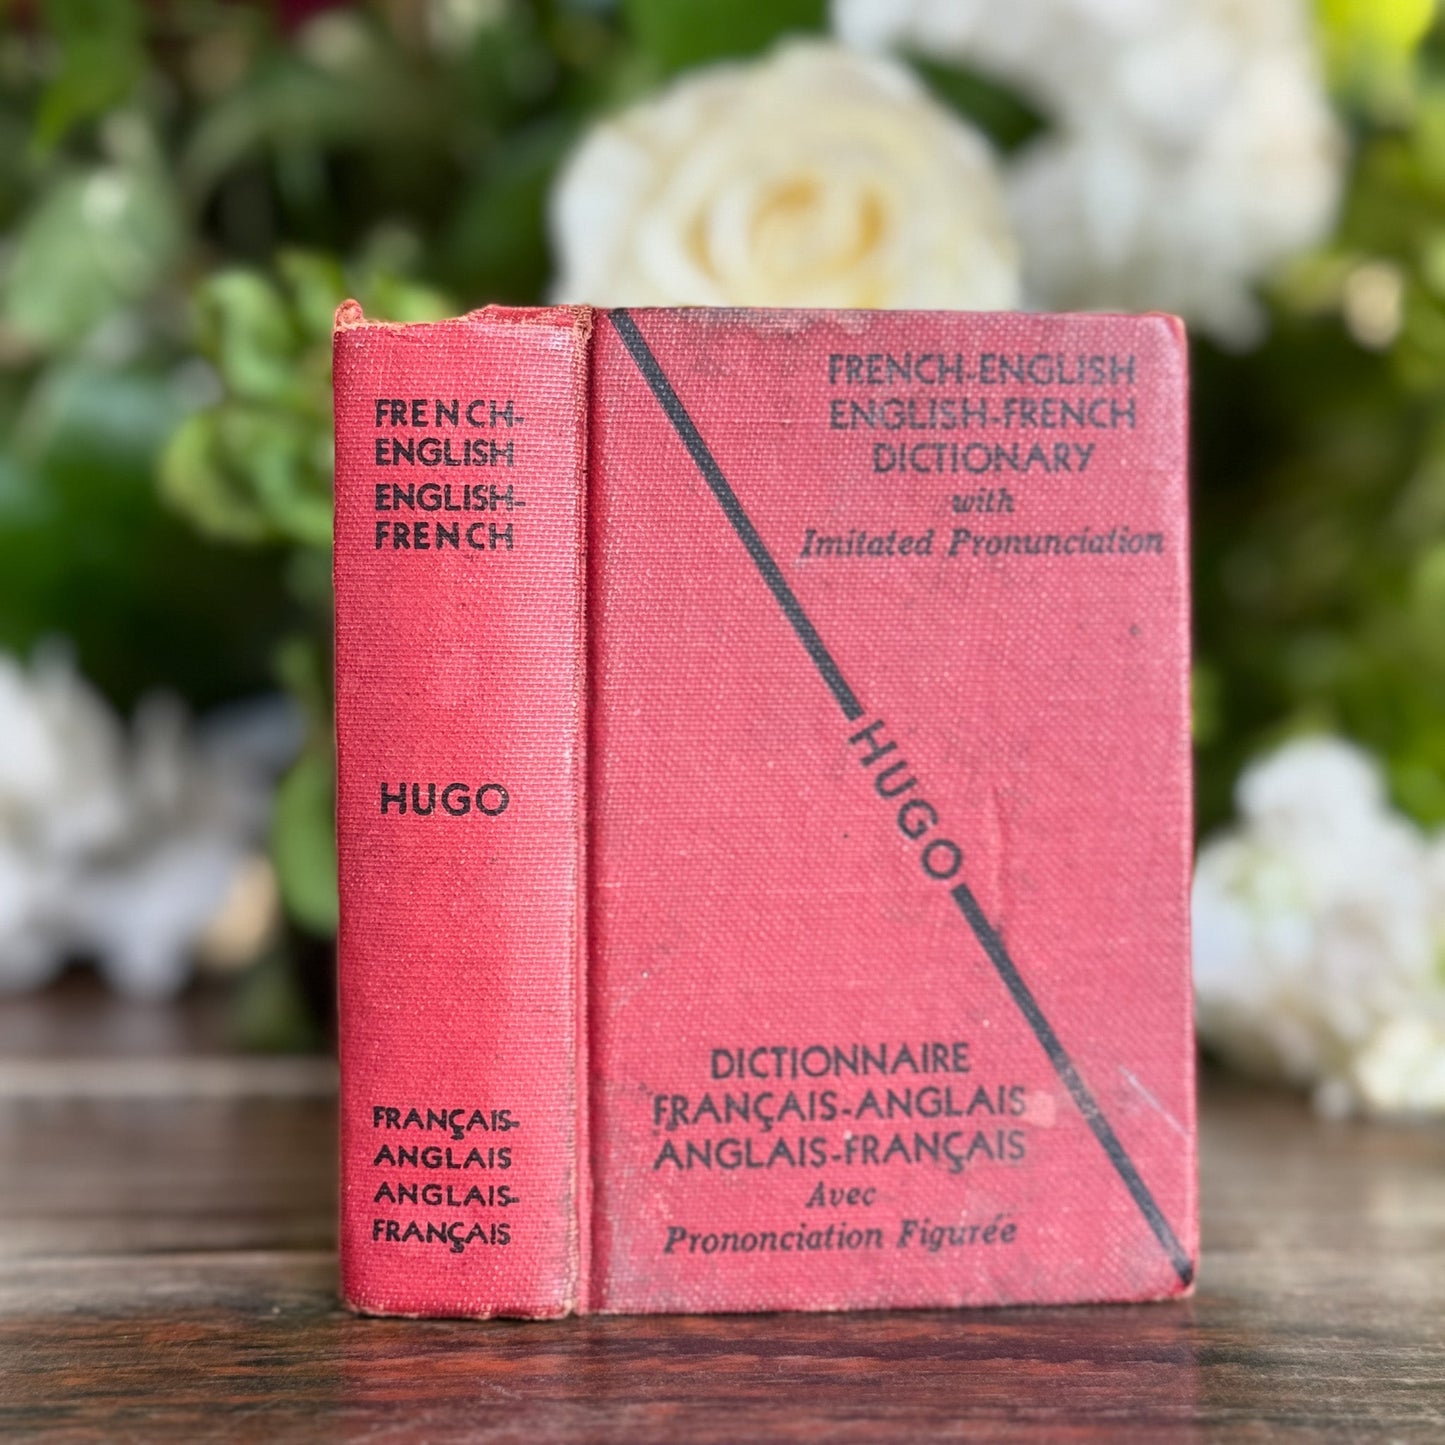 FRENCH-
ENGLISH
ENGLISH-
FRENCH
HUGO
FRANÇAIS-
ANGLAIS
ANGLAIS-
FRANÇAIS
FRENCH-ENGLISH
ENGLISH-FRENCH
DICTIONARY
with
Imitated Pronunciation
HUGO
DICTIONNAIRE
FRANÇAIS-ANGLAIS
ANGLAIS-FRANÇAIS
Avec
Prononciation Figurée